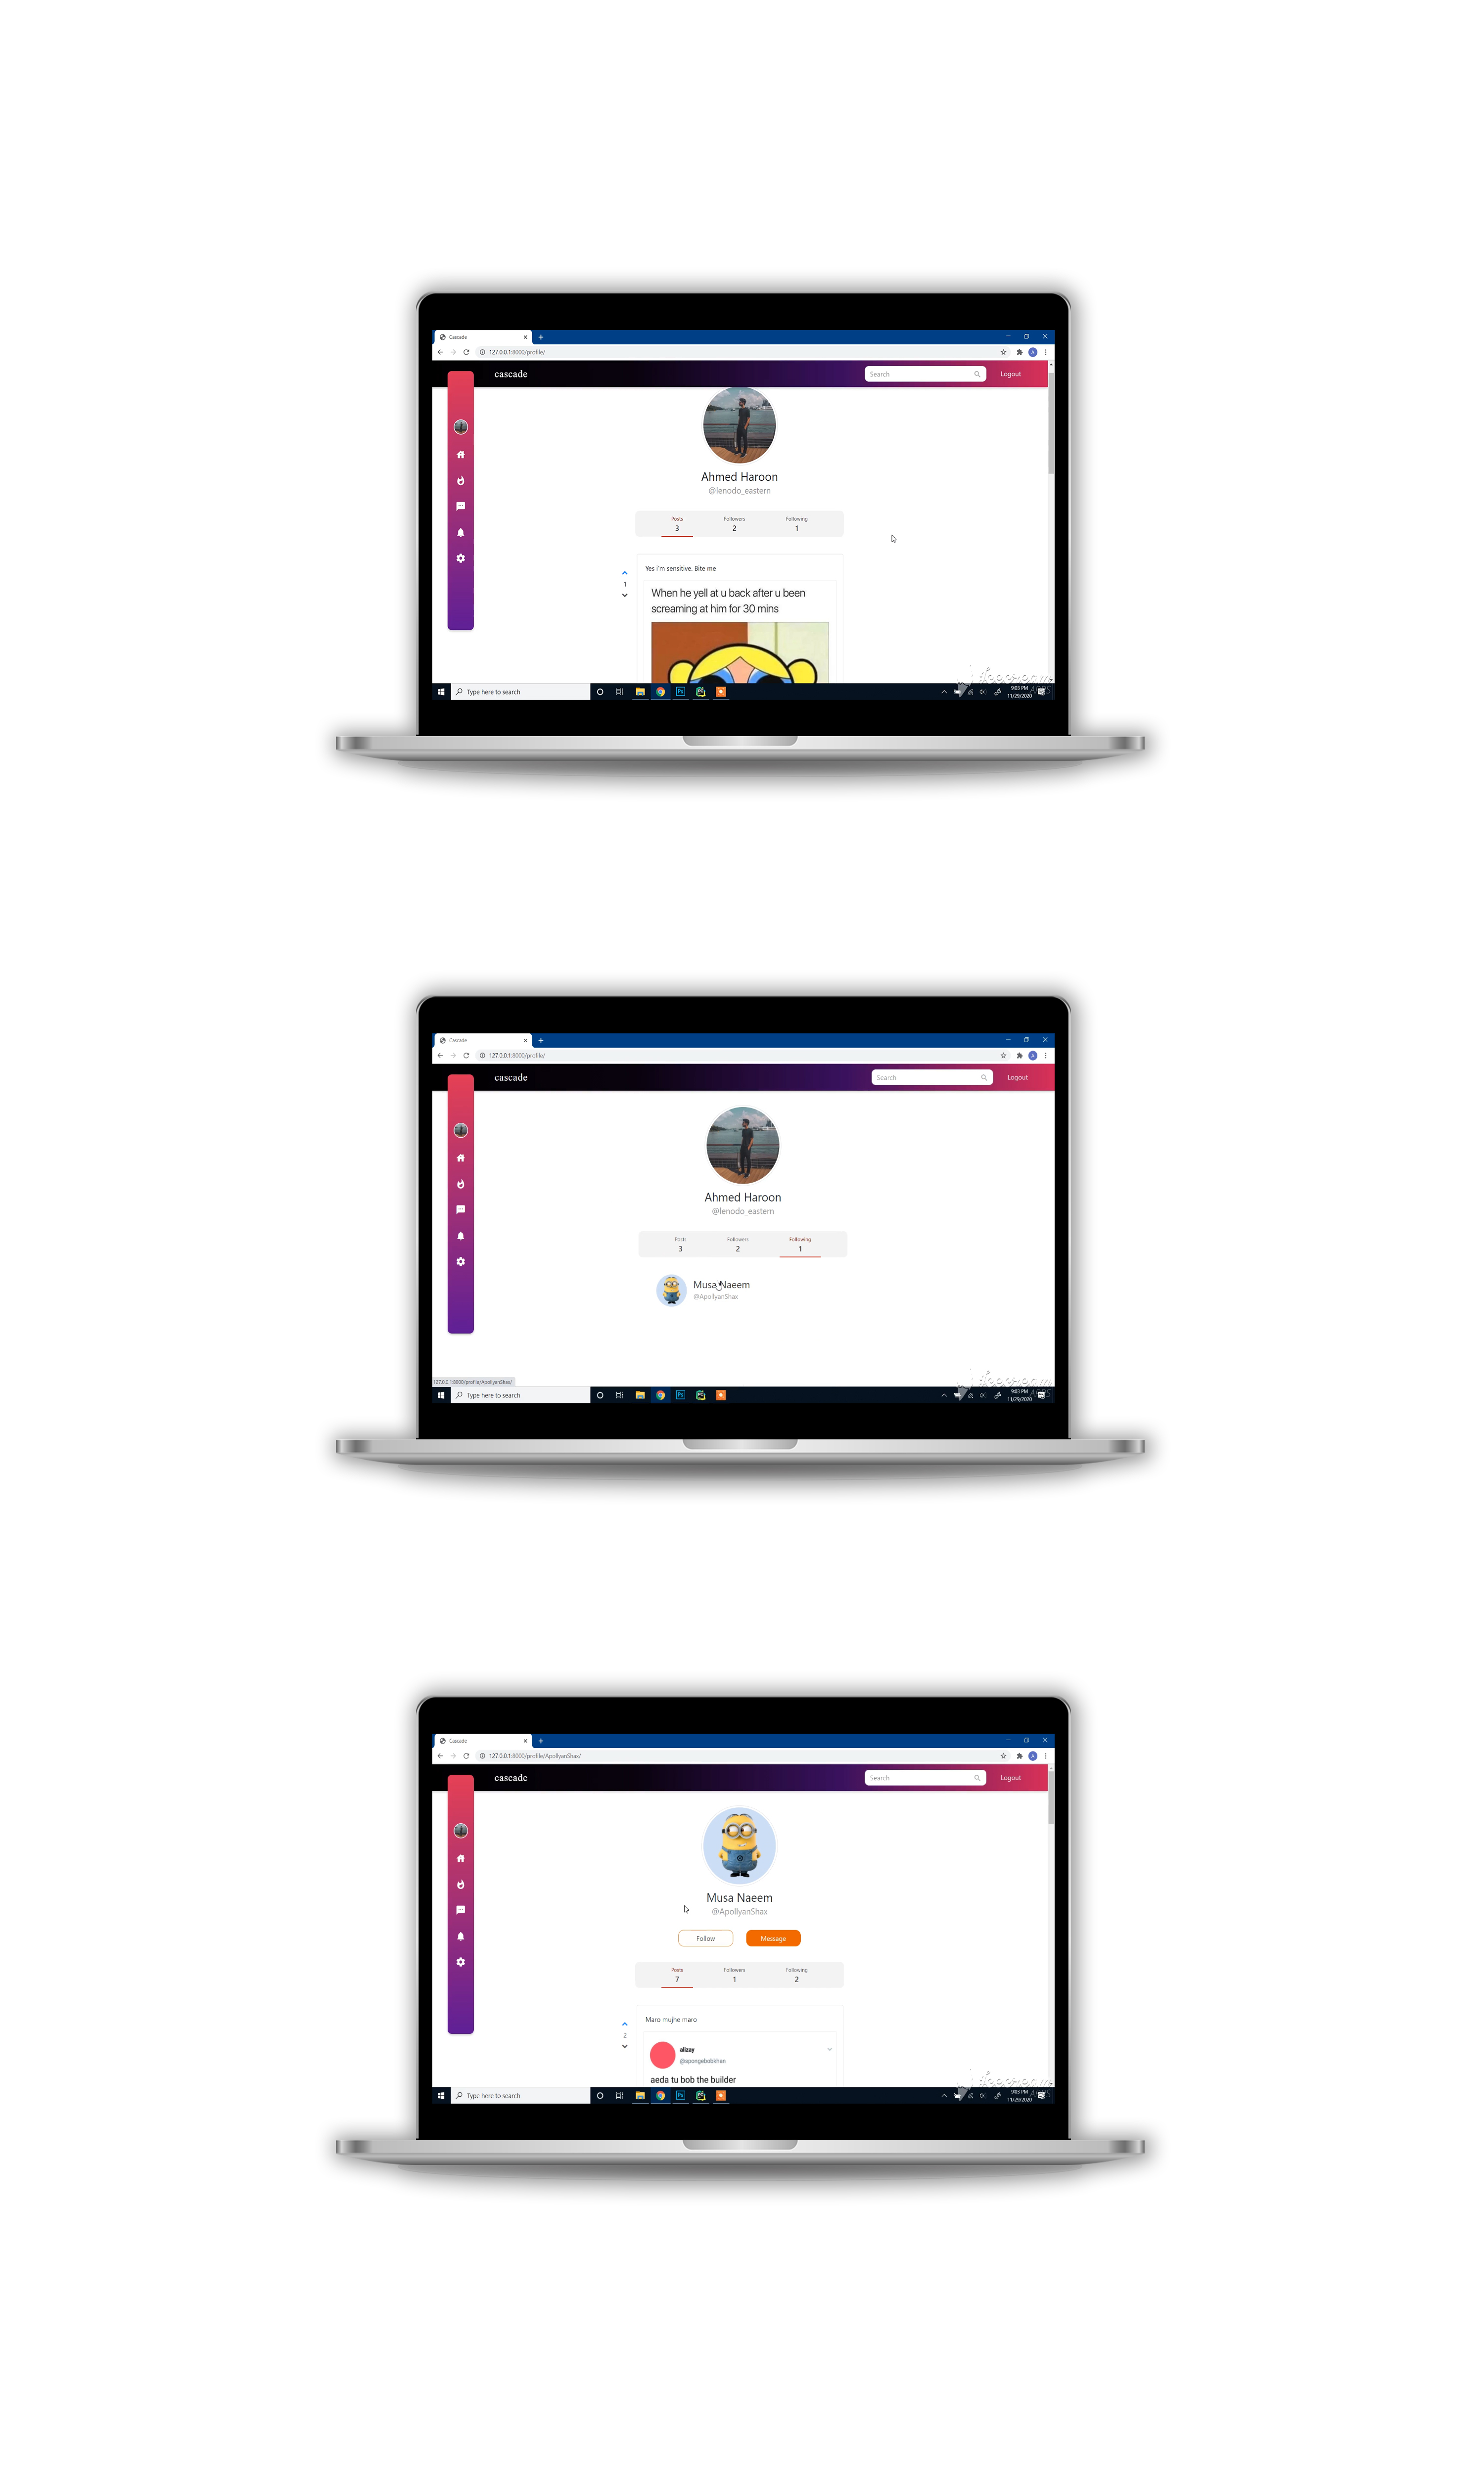 Cascade
127.0.0.1:8000/profile/
cascade
Search
Logout
Ahmed Haroon
@lenodo_eastern
Posts Followers Following
3 2 1
Yes i'm sensitive. Bite me
1
When he yell at u back after u been
screaming at him for 30 mins
Type here to search
Ps
9:03 PM
11/29/2020
Cascade
127.0.0.1:8000/profile/
cascade
Search
Logout
Ahmed Haroon
@lenodo_eastern
Posts Followers Following
3 2 1
Musa Naeem
@ApollyanShax
127.0.0.1:8000/profile/ApollyanShax/
Type here to search
Ps
9:03 PM
11/29/2020
Cascade
127.0.0.1:8000/profile/ApollyanShax/
cascade
Search
Logout
Musa Naeem
@ApollyanShax
Follow
Message
Posts Followers Following
7 1 2
Maro mujhe maro
2
alizay
@spongebobkhan
aeda tu bob the builder
Type here to search
Ps
9:03 PM
11/29/2020